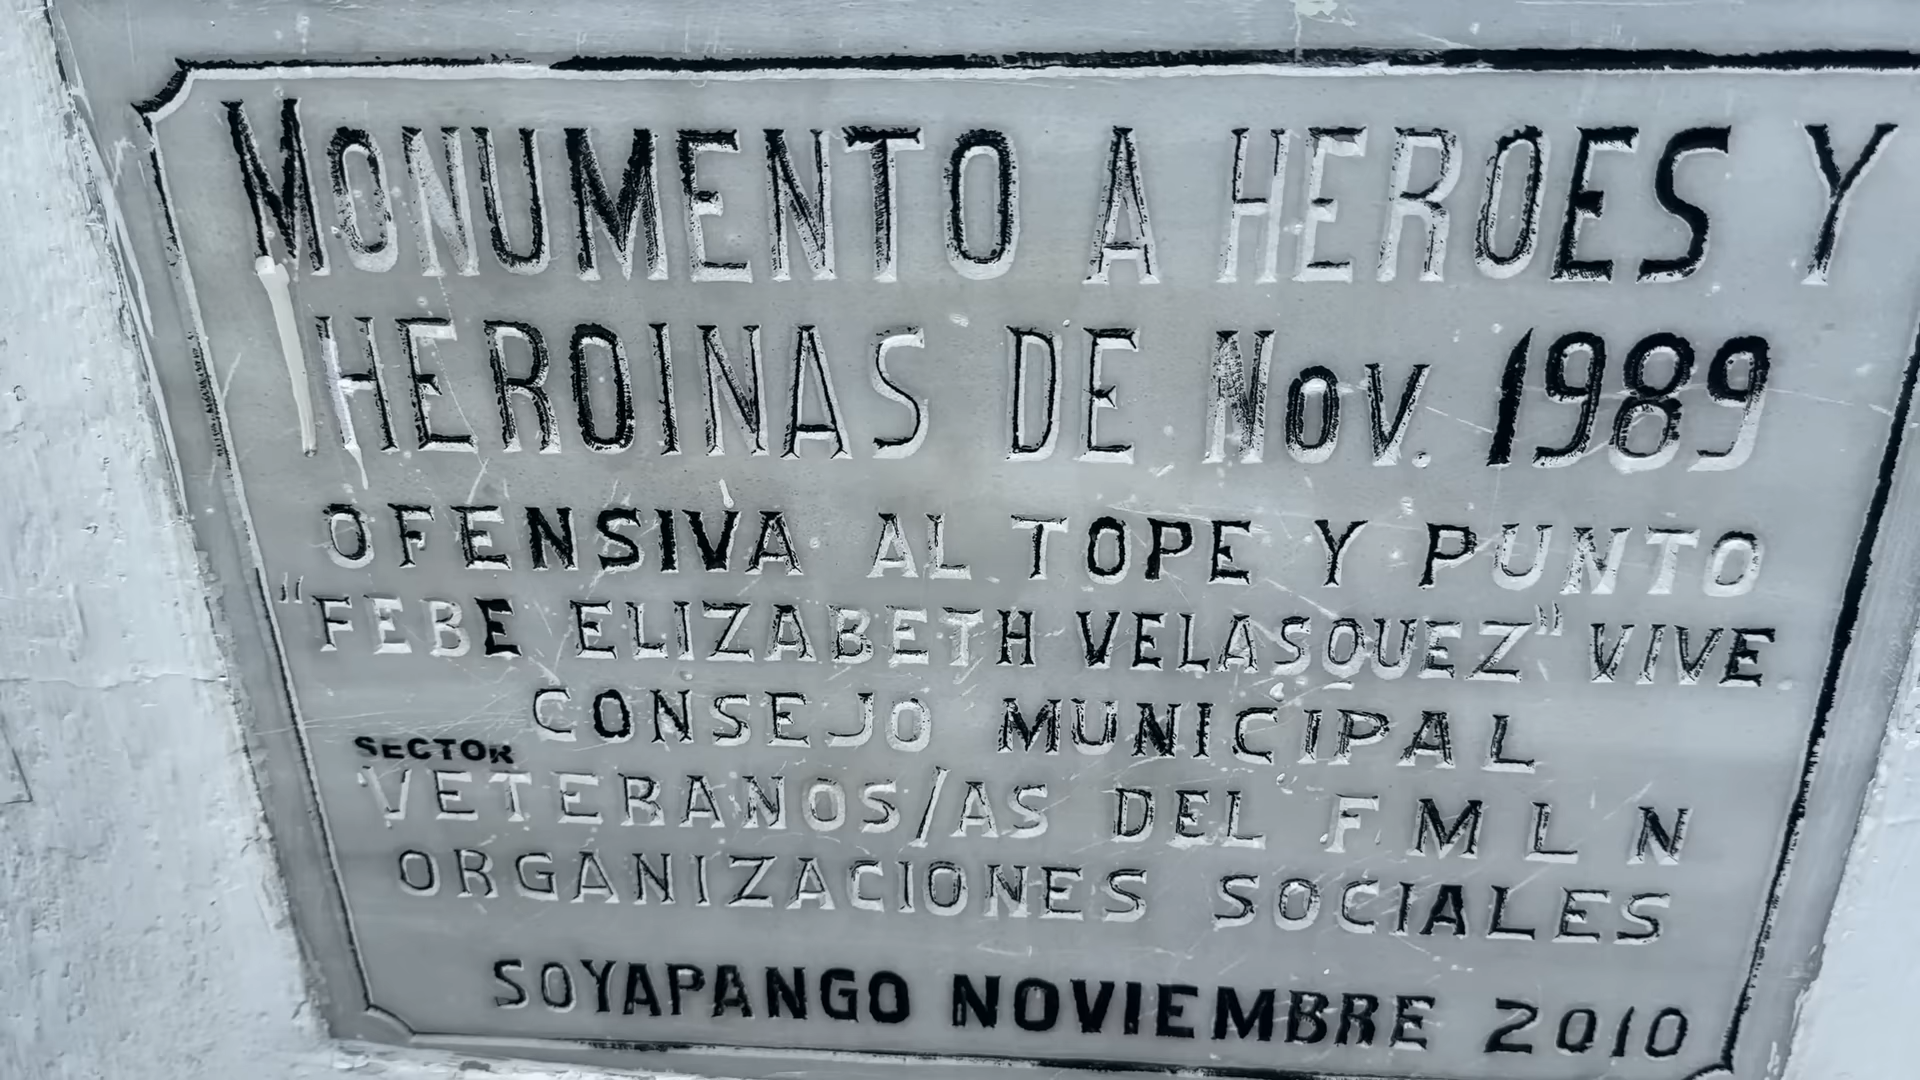 MONUMENTO A HEROES Y
HEROINAS DE NOV. 1989
OFENSIVA AL TOPE Y PUNTO
"FEBE ELIZABETH VELASQUEZ" VIVE
CONSEJO MUNICIPAL
SECTOR
VETERANOS/AS DEL F M L N
ORGANIZACIONES SOCIALES
SOYAPANGO NOVIEMBRE 2010